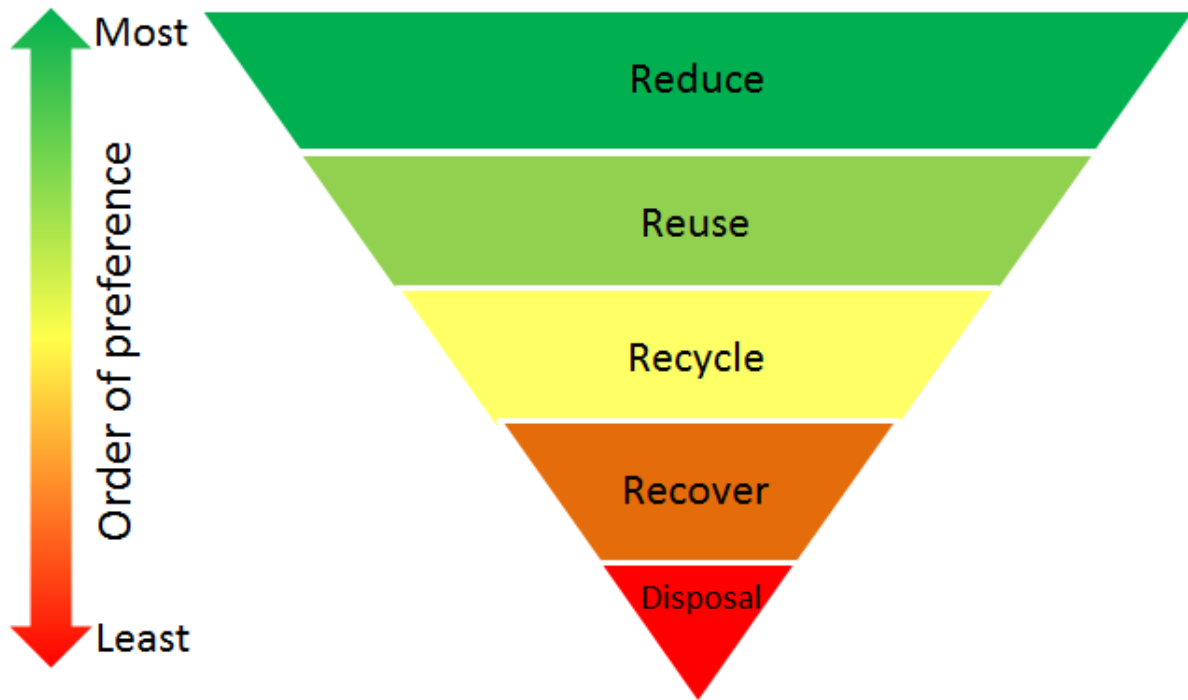 Most
Order of preference
Least
Reduce
Reuse
Recycle
Recover
Disposal